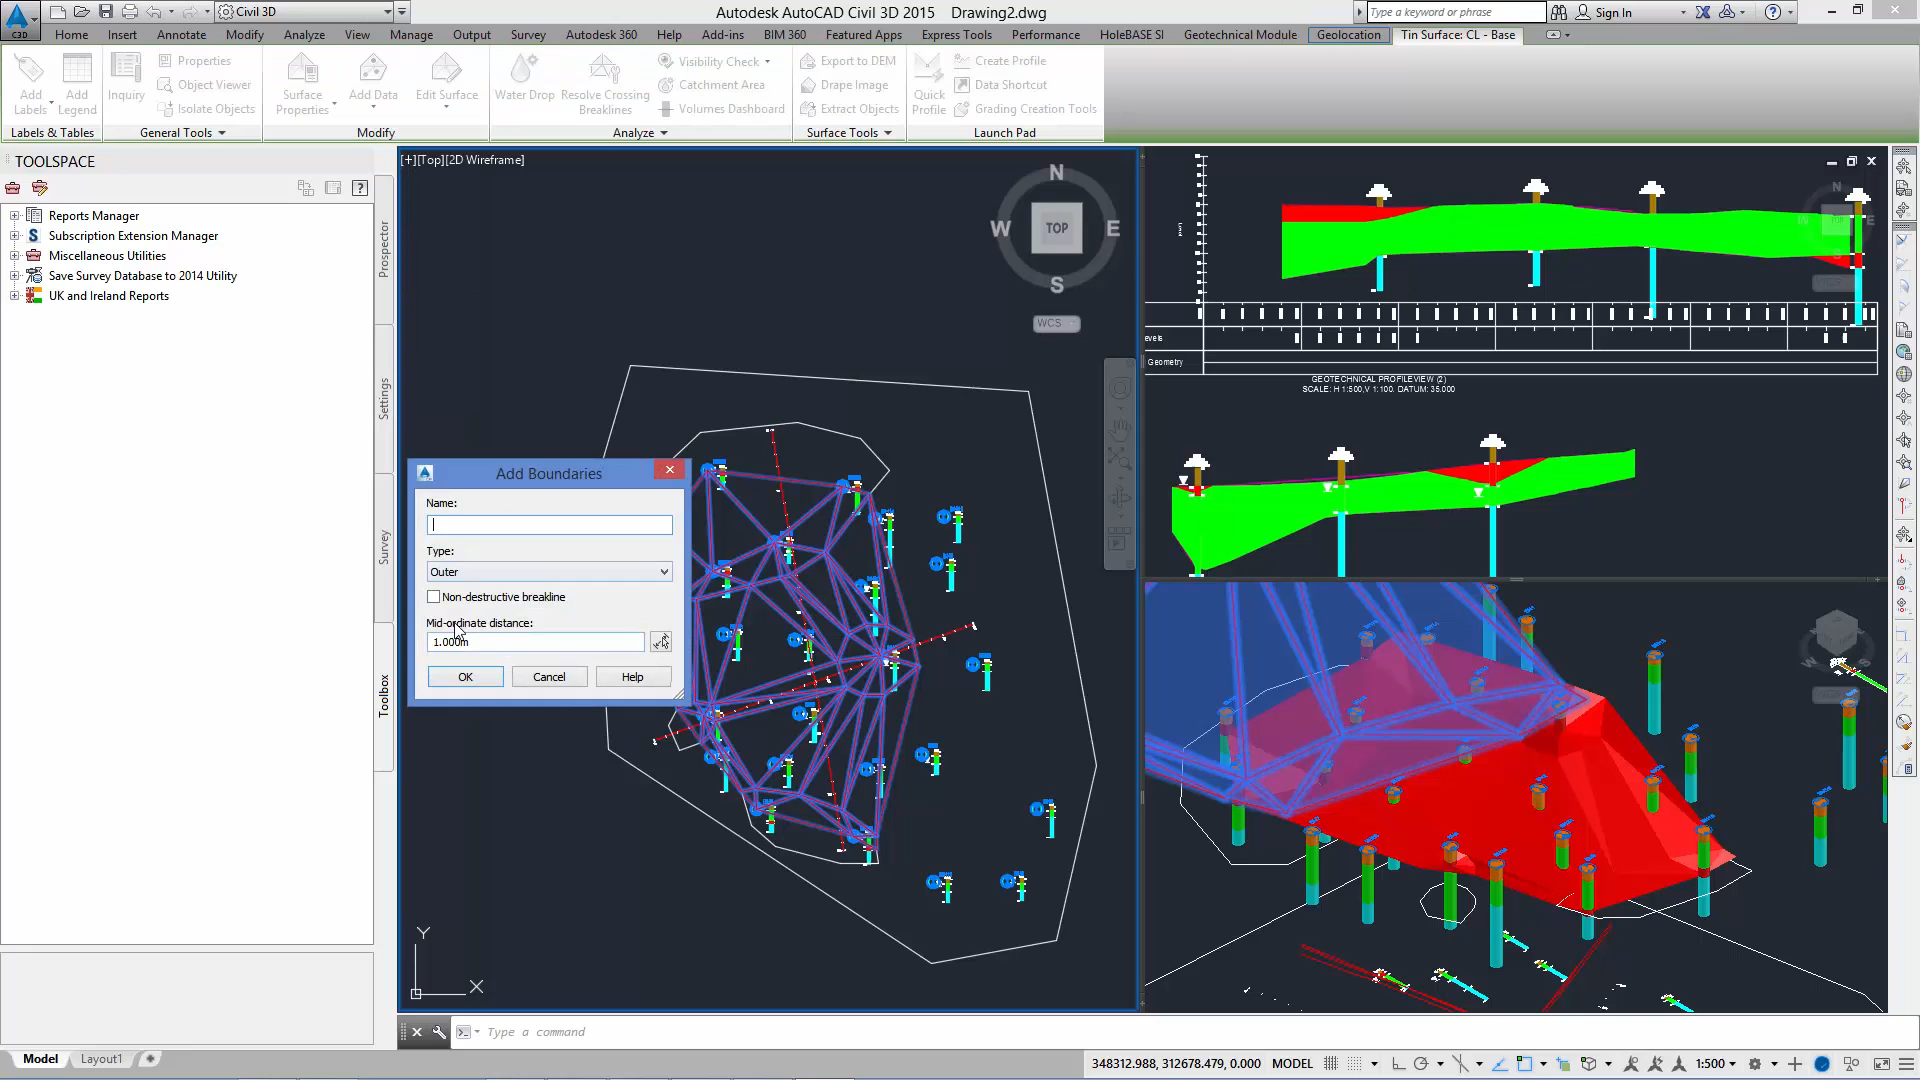 C3D
Civil 3D
Autodesk AutoCAD Civil 3D 2015 Drawing2.dwg
Type a keyword or phrase
Sign In
Home Insert Annotate Modify Analyze View Manage Output Survey Autodesk 360 Help Add-ins BIM 360 Featured Apps Express Tools Performance HoleBASE SI Geotechnical Module Geolocation Tin Surface: CL - Base
Add Labels
Add Legend
Labels & Tables
Inquiry
Properties
Object Viewer
Isolate Objects
General Tools
Surface Properties
Add Data
Edit Surface
Modify
Water Drop
Resolve Crossing Breaklines
Visibility Check
Catchment Area
Volumes Dashboard
Analyze
Export to DEM
Drape Image
Extract Objects
Surface Tools
Quick Profile
Create Profile
Data Shortcut
Grading Creation Tools
Launch Pad
TOOLSPACE
Reports Manager
Subscription Extension Manager
Miscellaneous Utilities
Save Survey Database to 2014 Utility
UK and Ireland Reports
Prospector
Settings
Survey
Toolbox
[+][Top][2D Wireframe]
N
W
TOP
E
S
WCS
Add Boundaries
Name:
Type:
Outer
Non-destructive breakline
Mid-ordinate distance:
1.000m
OK
Cancel
Help
Y
X
Level
evels
Geometry
GEOTECHNICAL PROFILEVIEW (2)
SCALE: H 1:500,V 1:100. DATUM: 35.000
Type a command
Model
Layout1
348312.988, 312678.479, 0.000
MODEL
1:500